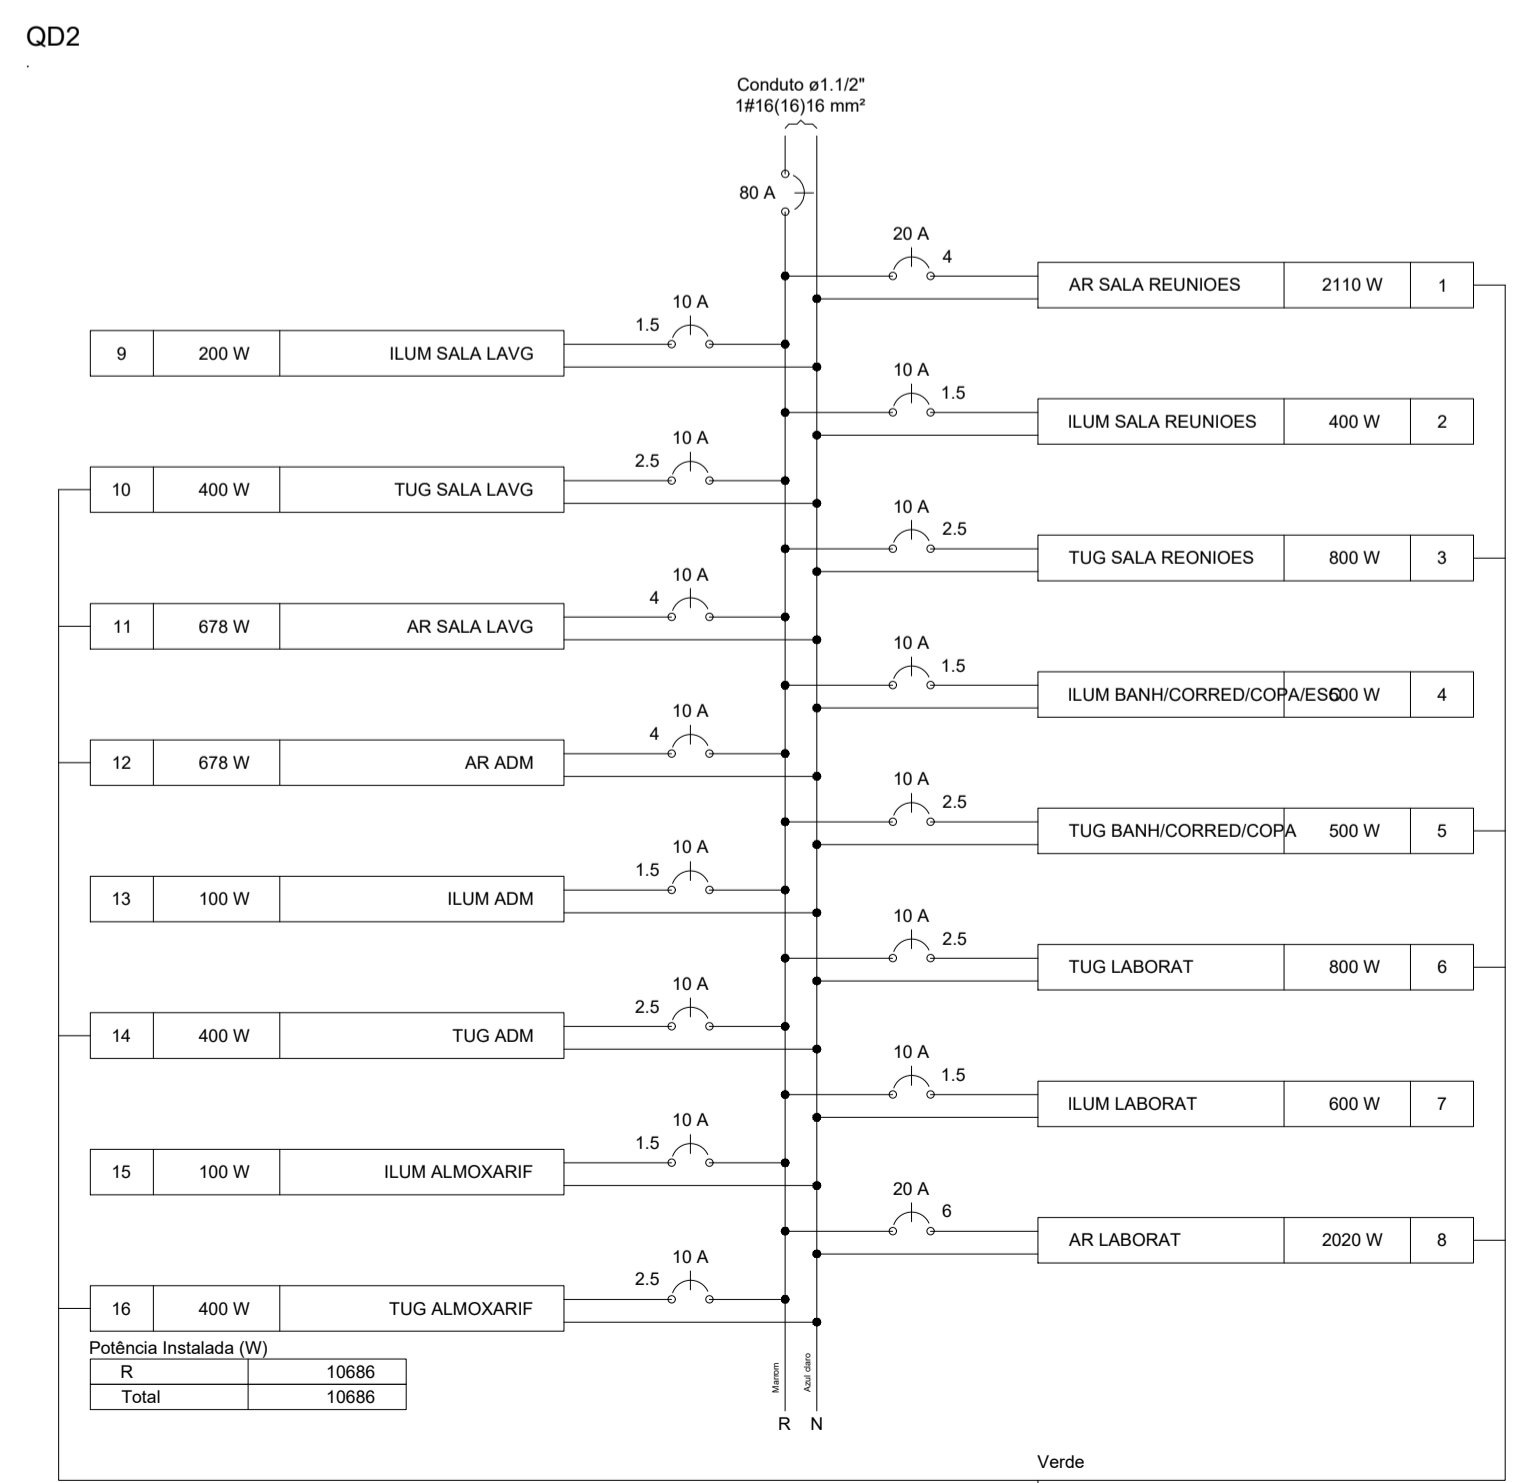 QD2
.
Conduto ø1.1/2"
1#16(16)16 mm²
80 A
20 A
4
AR SALA REUNIOES 2110 W 1
10 A
1.5
9 200 W ILUM SALA LAVG
10 A
1.5
ILUM SALA REUNIOES 400 W 2
10 A
2.5
10 400 W TUG SALA LAVG
10 A
2.5
TUG SALA REONIOES 800 W 3
10 A
4
11 678 W AR SALA LAVG
10 A
1.5
ILUM BANH/CORRED/COPA/ESC 500 W 4
10 A
4
12 678 W AR ADM
10 A
2.5
TUG BANH/CORRED/COPA 500 W 5
10 A
1.5
13 100 W ILUM ADM
10 A
2.5
TUG LABORAT 800 W 6
10 A
2.5
14 400 W TUG ADM
10 A
1.5
ILUM LABORAT 600 W 7
10 A
1.5
15 100 W ILUM ALMOXARIF
20 A
6
AR LABORAT 2020 W 8
10 A
2.5
16 400 W TUG ALMOXARIF
Potência Instalada (W)
R 10686
Total 10686
Marrom
Azul claro
R N
Verde